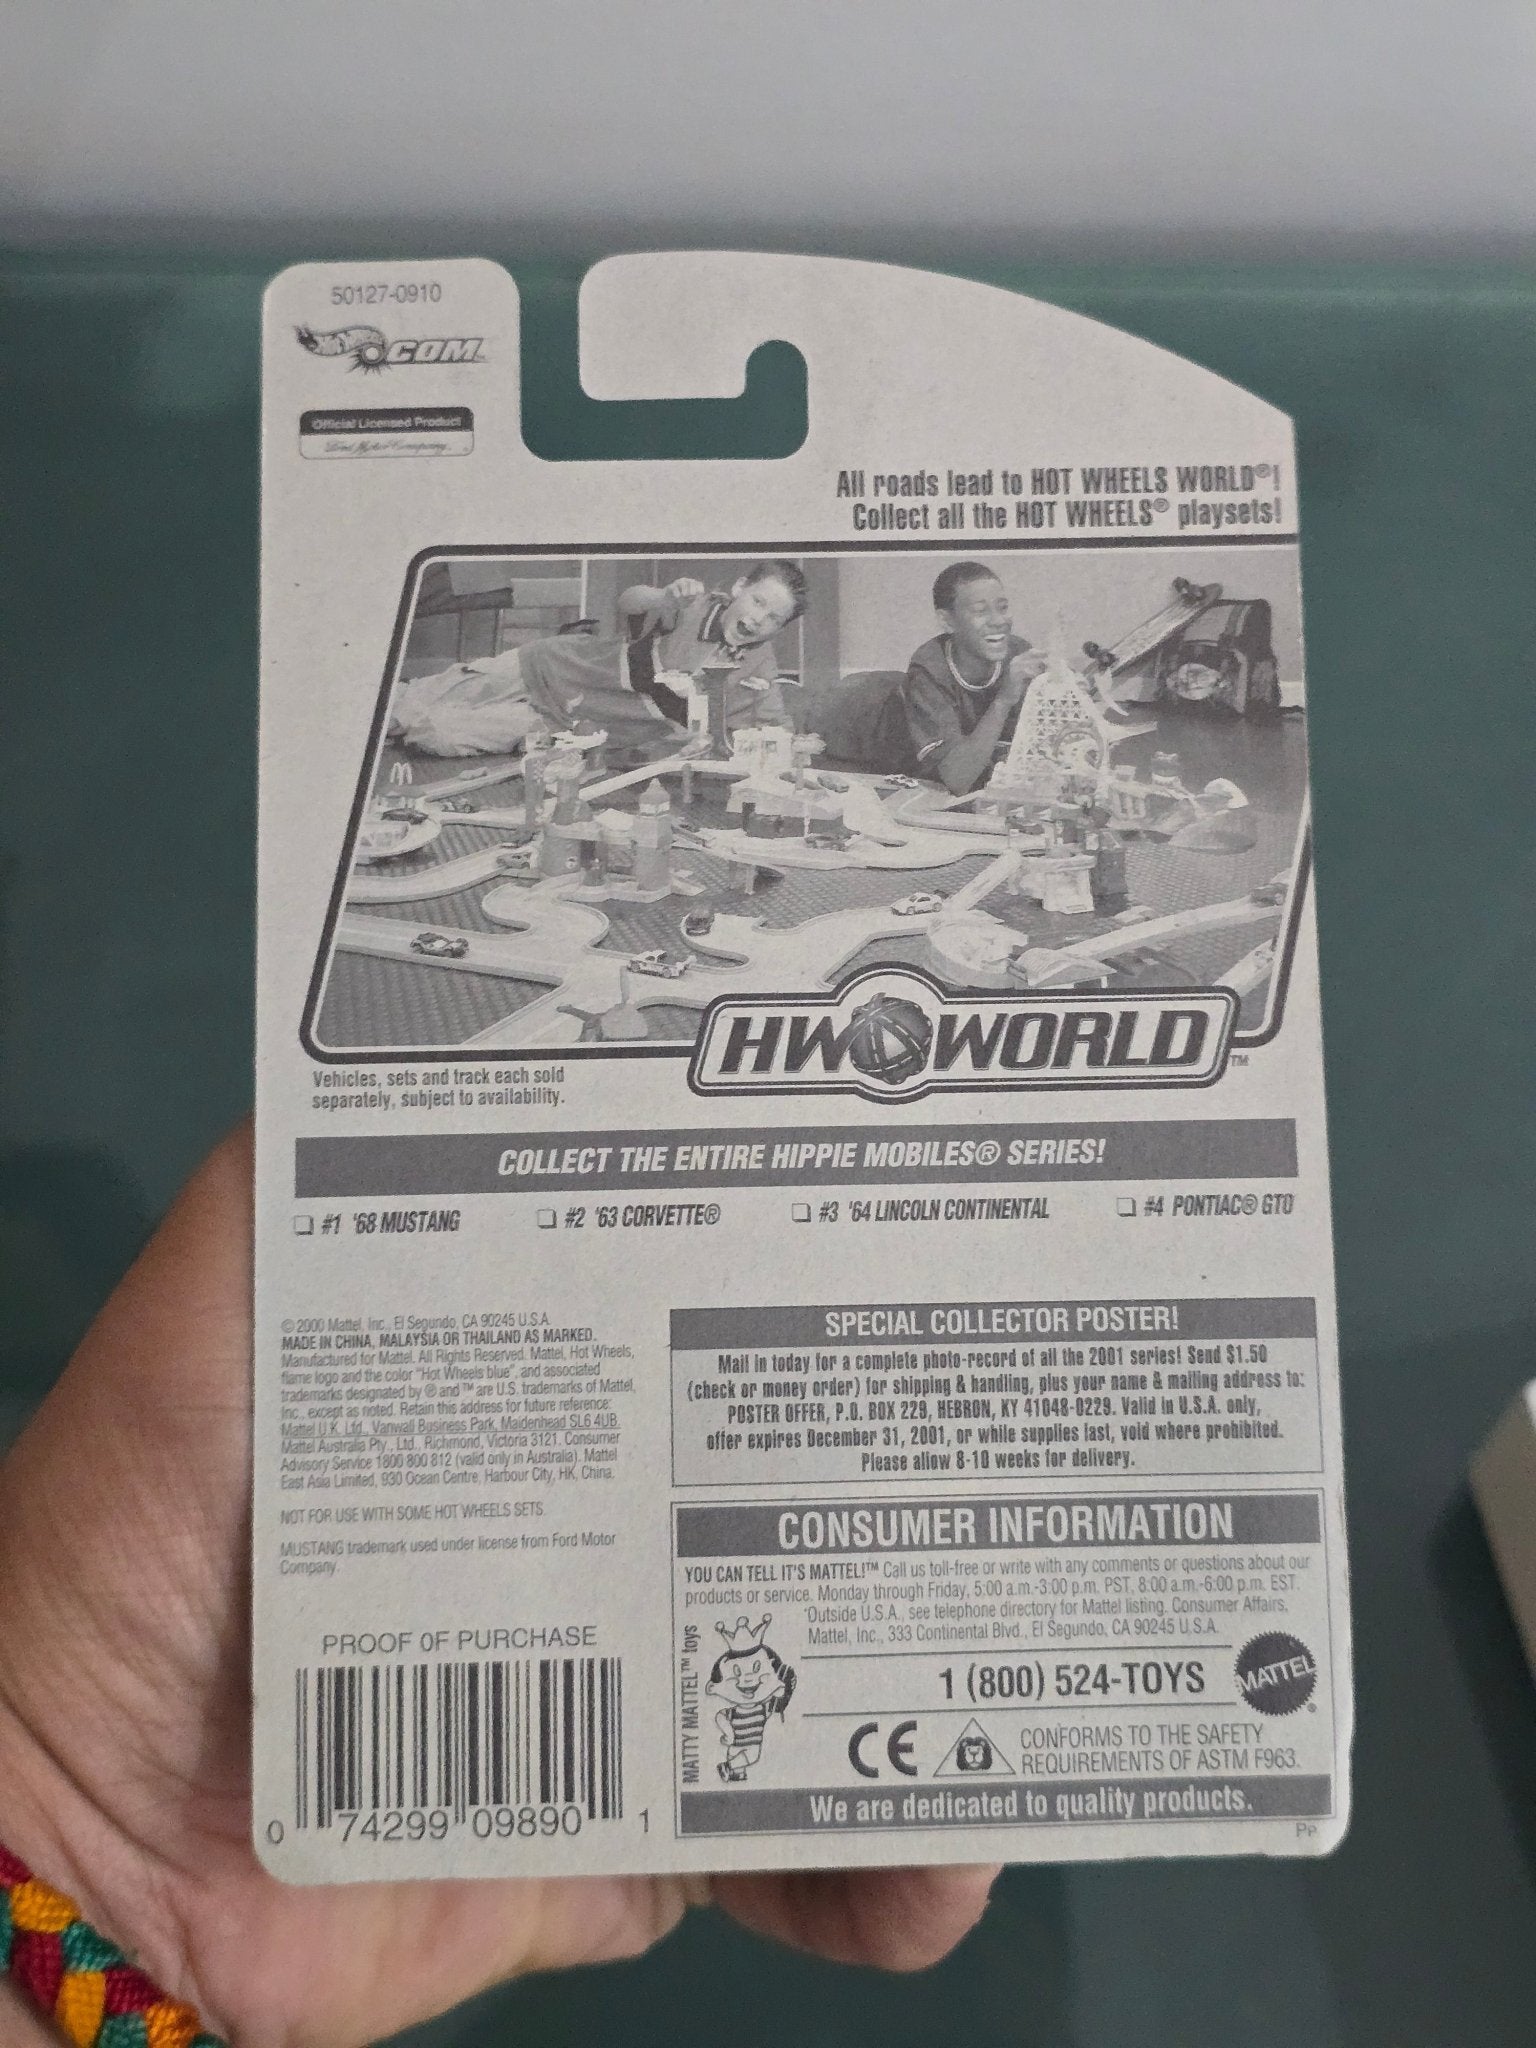 50127-0910
HOT WHEELS.COM
Official Licensed Product
Ford Motor Company
All roads lead to HOT WHEELS WORLD®!
Collect all the HOT WHEELS® playsets!
HW WORLD™
Vehicles, sets and track each sold
separately, subject to availability.
COLLECT THE ENTIRE HIPPIE MOBILES® SERIES!
❏ #1 '68 MUSTANG ❏ #2 '63 CORVETTE® ❏ #3 '64 LINCOLN CONTINENTAL ❏ #4 PONTIAC® GTO
© 2000 Mattel, Inc., El Segundo, CA 90245 U.S.A.
MADE IN CHINA, MALAYSIA OR THAILAND AS MARKED.
Manufactured for Mattel. All Rights Reserved. Mattel, Hot Wheels,
flame logo and the color "Hot Wheels blue", and associated
trademarks designated by ® and ™ are U.S. trademarks of Mattel,
Inc., except as noted. Retain this address for future reference:
Mattel U.K. Ltd., Vanwall Business Park, Maidenhead SL6 4UB.
Mattel Australia Pty., Ltd., Richmond, Victoria 3121. Consumer
Advisory Service 1800 800 812 (valid only in Australia). Mattel
East Asia Limited, 930 Ocean Centre, Harbour City, HK, China.
NOT FOR USE WITH SOME HOT WHEELS SETS.
MUSTANG trademark used under license from Ford Motor
Company.
PROOF OF PURCHASE
0 74299 09890 1
SPECIAL COLLECTOR POSTER!
Mail in today for a complete photo-record of all the 2001 series! Send $1.50
(check or money order) for shipping & handling, plus your name & mailing address to:
POSTER OFFER, P.O. BOX 229, HEBRON, KY 41048-0229. Valid in U.S.A. only,
offer expires December 31, 2001, or while supplies last, void where prohibited.
Please allow 8-10 weeks for delivery.
CONSUMER INFORMATION
YOU CAN TELL IT'S MATTEL!™ Call us toll-free or write with any comments or questions about our
products or service. Monday through Friday, 5:00 a.m.-3:00 p.m. PST, 8:00 a.m.-6:00 p.m. EST.
*Outside U.S.A., see telephone directory for Mattel listing. Consumer Affairs,
Mattel, Inc., 333 Continental Blvd., El Segundo, CA 90245 U.S.A.
MATTY MATTEL™ toys
1 (800) 524-TOYS
MATTEL®
CE
CONFORMS TO THE SAFETY
REQUIREMENTS OF ASTM F963.
We are dedicated to quality products.
PP